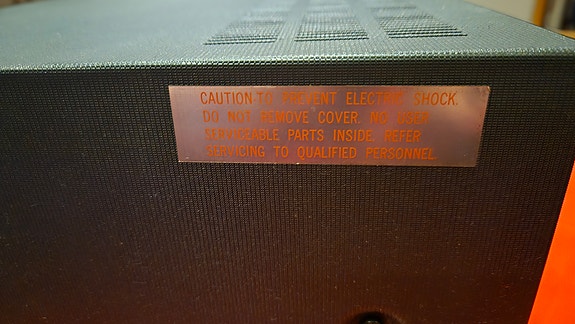 CAUTION-TO PREVENT ELECTRIC SHOCK.
DO NOT REMOVE COVER. NO USER
SERVICEABLE PARTS INSIDE. REFER
SERVICING TO QUALIFIED PERSONNEL.